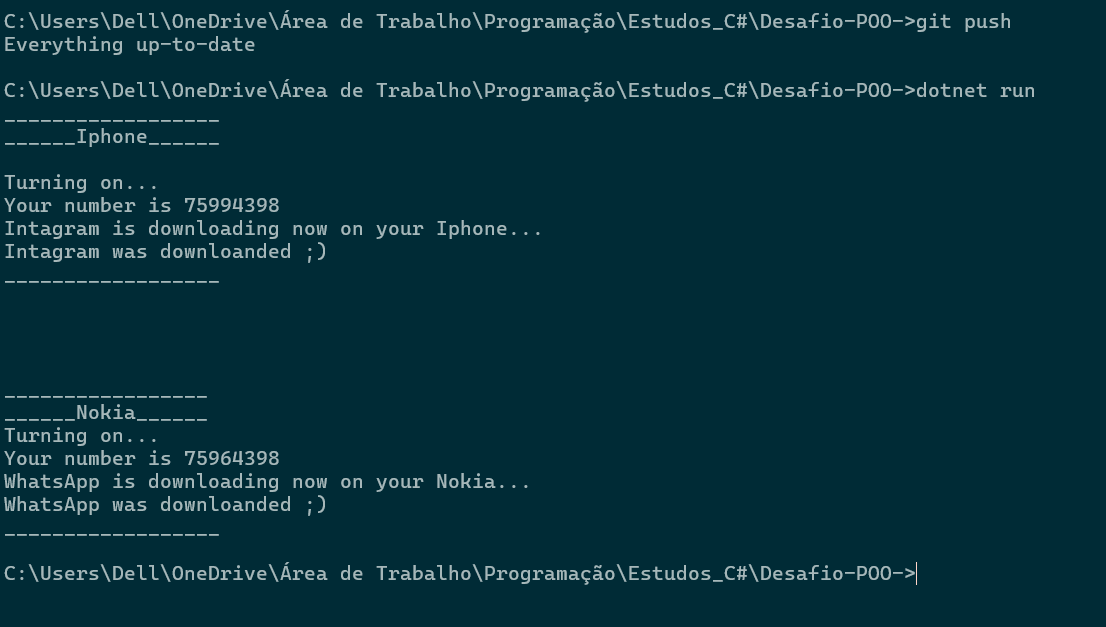 C:\Users\Dell\OneDrive\Área de Trabalho\Programação\Estudos_C#\Desafio-POO->git push
Everything up-to-date
C:\Users\Dell\OneDrive\Área de Trabalho\Programação\Estudos_C#\Desafio-POO->dotnet run
__________________
______Iphone______
Turning on...
Your number is 75994398
Intagram is downloading now on your Iphone...
Intagram was downloanded ;)
__________________
_________________
______Nokia______
Turning on...
Your number is 75964398
WhatsApp is downloading now on your Nokia...
WhatsApp was downloanded ;)
__________________
C:\Users\Dell\OneDrive\Área de Trabalho\Programação\Estudos_C#\Desafio-POO->